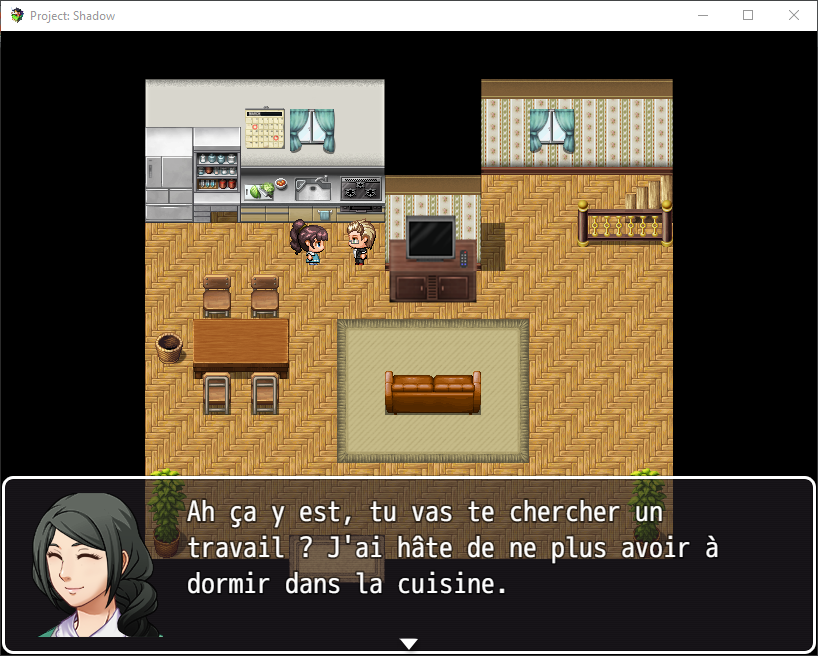 Project: Shadow
Ah ça y est, tu vas te chercher un
travail ? J'ai hâte de ne plus avoir à
dormir dans la cuisine.